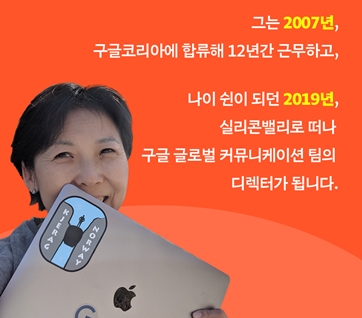 그는 2007년,
구글코리아에 합류해 12년간 근무하고,
나이 쉰이 되던 2019년,
실리콘밸리로 떠나
구글 글로벌 커뮤니케이션 팀의
디렉터가 됩니다.
KJERAG
NORWAY
G